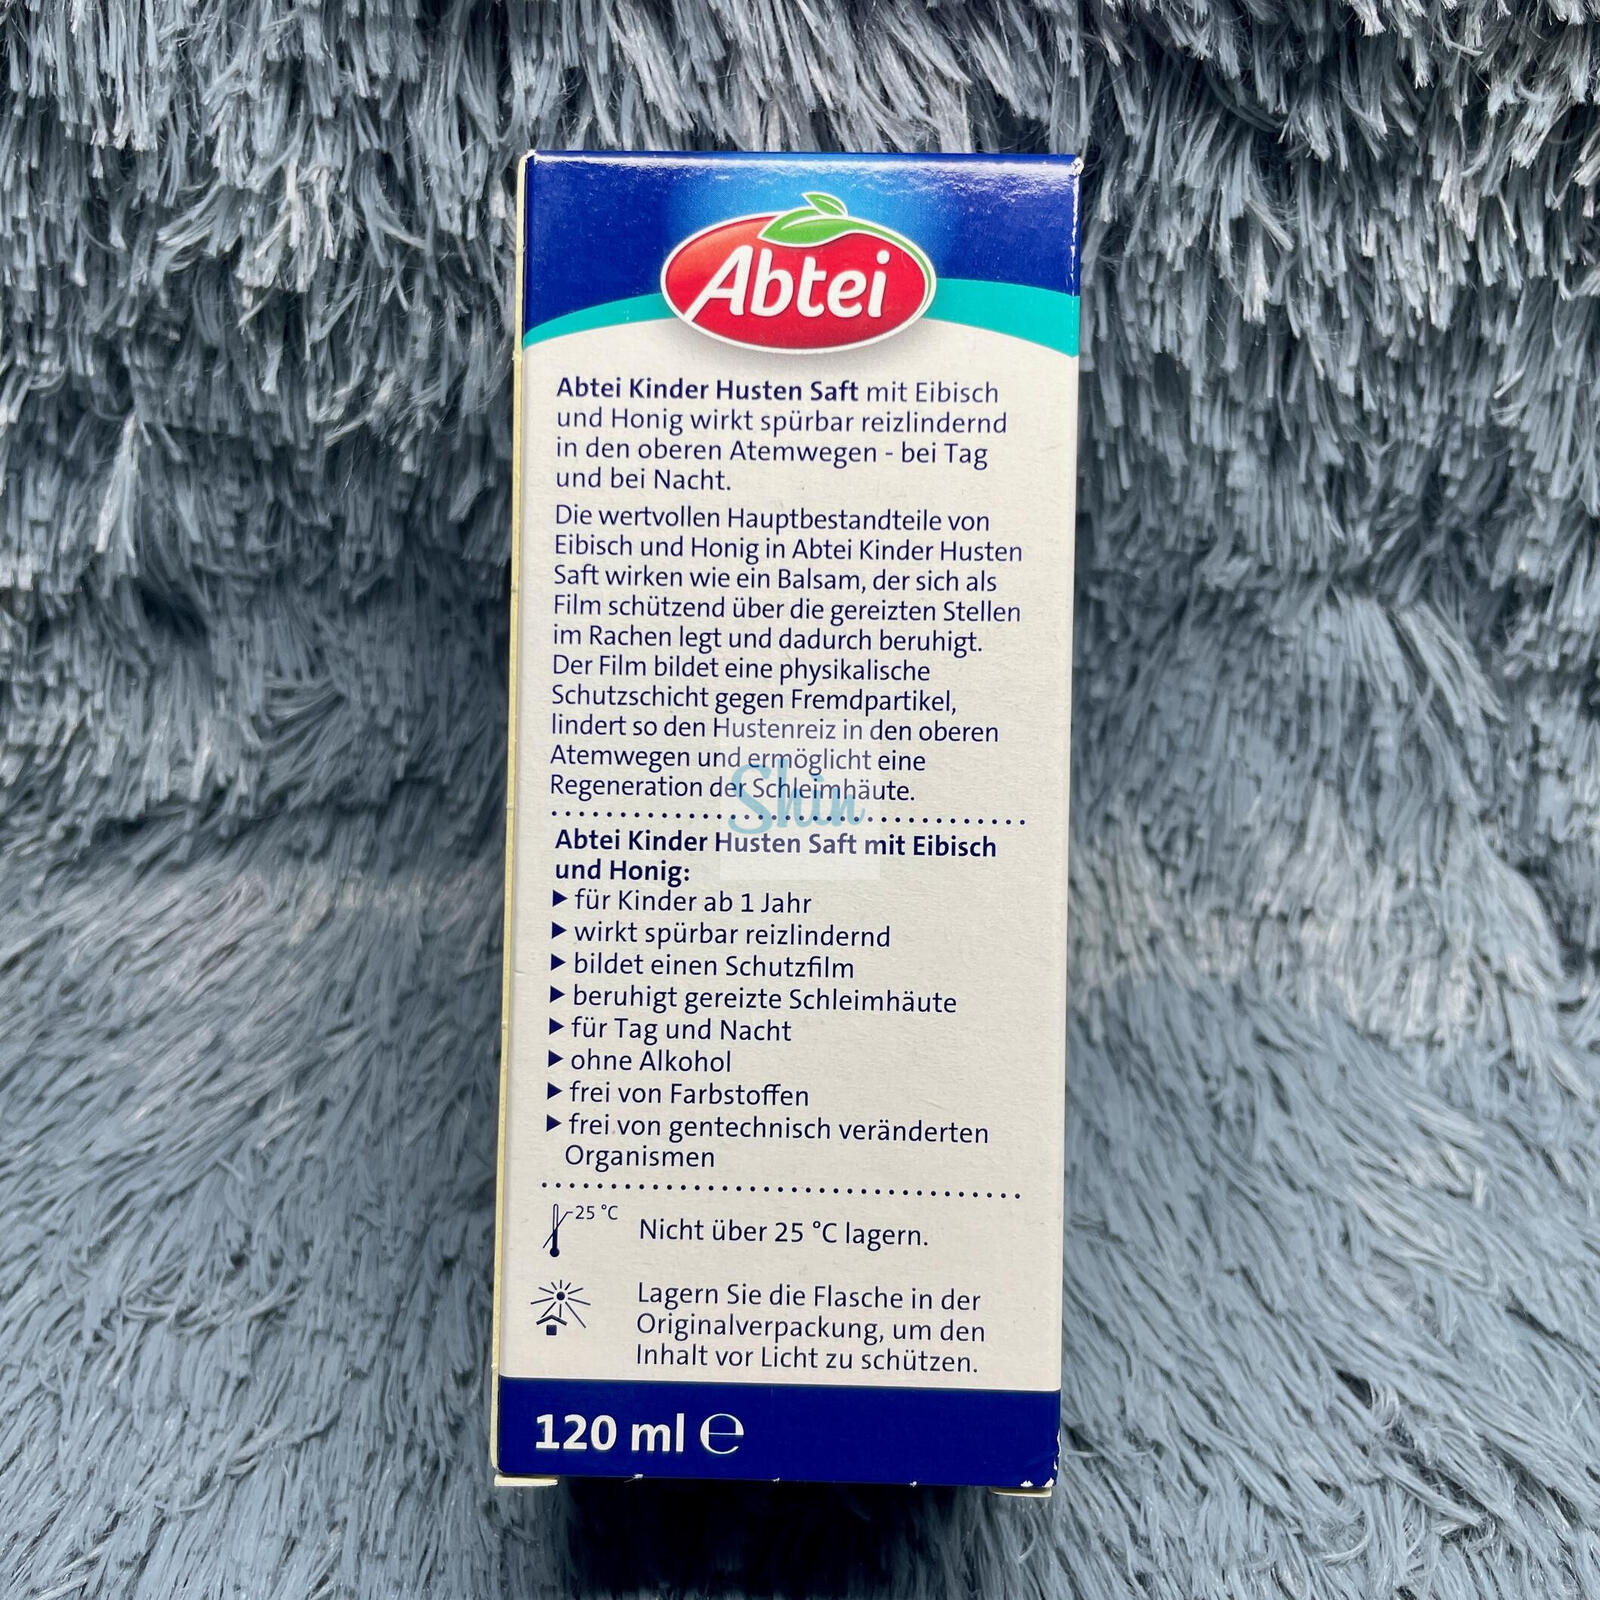 Abtei
Abtei Kinder Husten Saft mit Eibisch
und Honig wirkt spürbar reizlindernd
in den oberen Atemwegen - bei Tag
und bei Nacht.
Die wertvollen Hauptbestandteile von
Eibisch und Honig in Abtei Kinder Husten
Saft wirken wie ein Balsam, der sich als
Film schützend über die gereizten Stellen
im Rachen legt und dadurch beruhigt.
Der Film bildet eine physikalische
Schutzschicht gegen Fremdpartikel,
lindert so den Hustenreiz in den oberen
Atemwegen und ermöglicht eine
Regeneration der Schleimhäute.
Shin
Abtei Kinder Husten Saft mit Eibisch
und Honig:
▶ für Kinder ab 1 Jahr
▶ wirkt spürbar reizlindernd
▶ bildet einen Schutzfilm
▶ beruhigt gereizte Schleimhäute
▶ für Tag und Nacht
▶ ohne Alkohol
▶ frei von Farbstoffen
▶ frei von gentechnisch veränderten
Organismen
25 °C
Nicht über 25 °C lagern.
Lagern Sie die Flasche in der
Originalverpackung, um den
Inhalt vor Licht zu schützen.
120 ml ℮